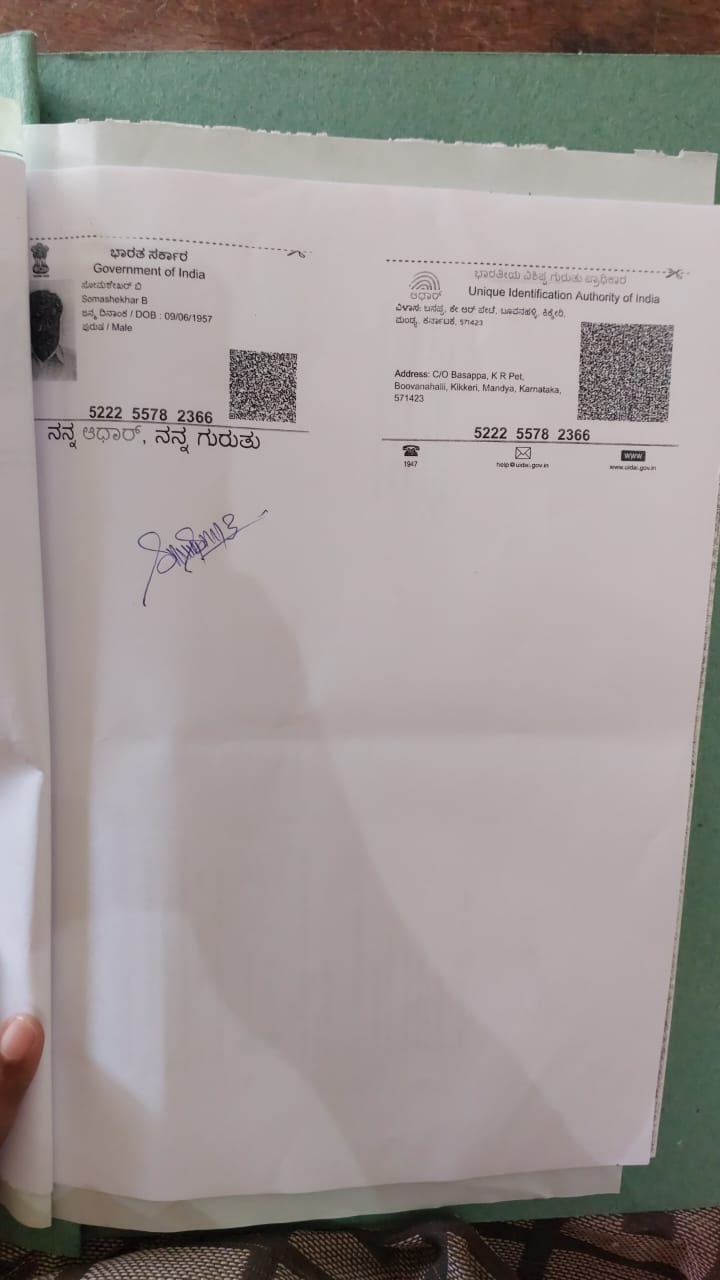 ಭಾರತ ಸರ್ಕಾರ
Government of India
ಸೋಮಶೇಖರ್ ಬಿ
Somashekhar B
ಜನ್ಮ ದಿನಾಂಕ / DOB : 09/06/1957
ಪುರುಷ / Male
5222 5578 2366
ನನ್ನ ಆಧಾರ್, ನನ್ನ ಗುರುತು
ಭಾರತೀಯ ವಿಶಿಷ್ಟ ಗುರುತು ಪ್ರಾಧಿಕಾರ
ಆಧಾರ್
Unique Identification Authority of India
ವಿಳಾಸ: ಬಸಪ್ಪ, ಕೇ ಆರ್ ಪೇಟೆ, ಬೂವನಹಳ್ಳಿ, ಕಿಕ್ಕೇರಿ,
ಮಂಡ್ಯ, ಕರ್ನಾಟಕ, 571423
Address: C/O Basappa, K R Pet,
Boovanahalli, Kikkeri, Mandya, Karnataka,
571423
5222 5578 2366
1947
help@uidai.gov.in
www
www.uidai.gov.in